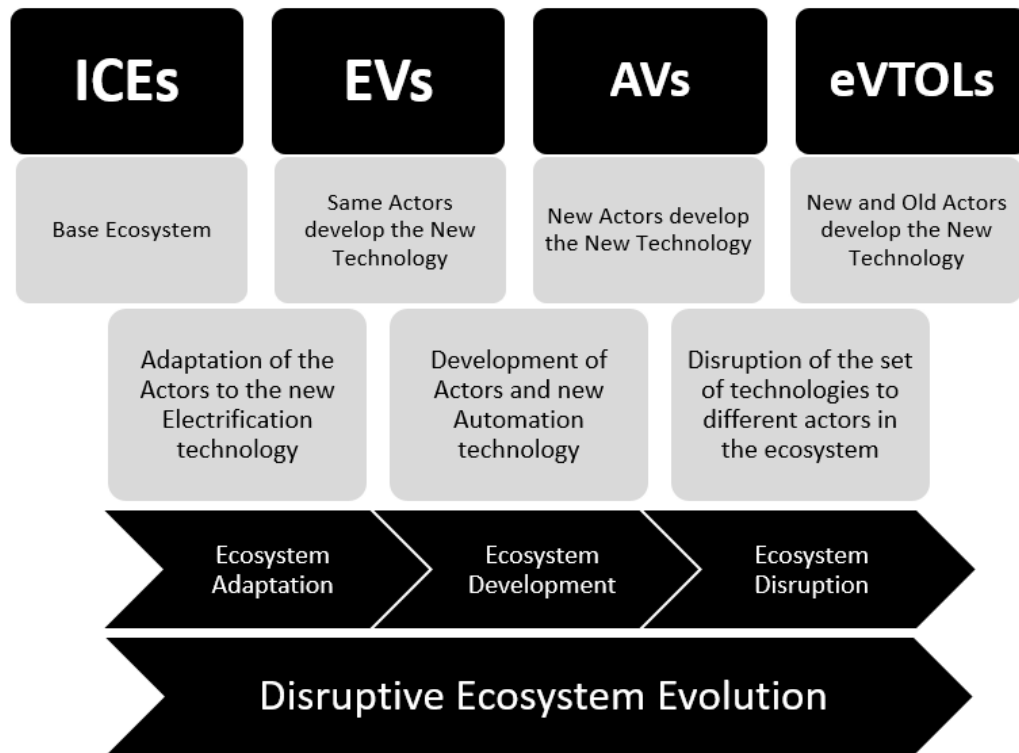 ICEs
EVs
AVs
eVTOLs
Base Ecosystem
Same Actors
develop the New
Technology
New Actors develop
the New Technology
New and Old Actors
develop the New
Technology
Adaptation of the
Actors to the new
Electrification
technology
Development of
Actors and new
Automation
technology
Disruption of the set
of technologies to
different actors in
the ecosystem
Ecosystem
Adaptation
Ecosystem
Development
Ecosystem
Disruption
Disruptive Ecosystem Evolution